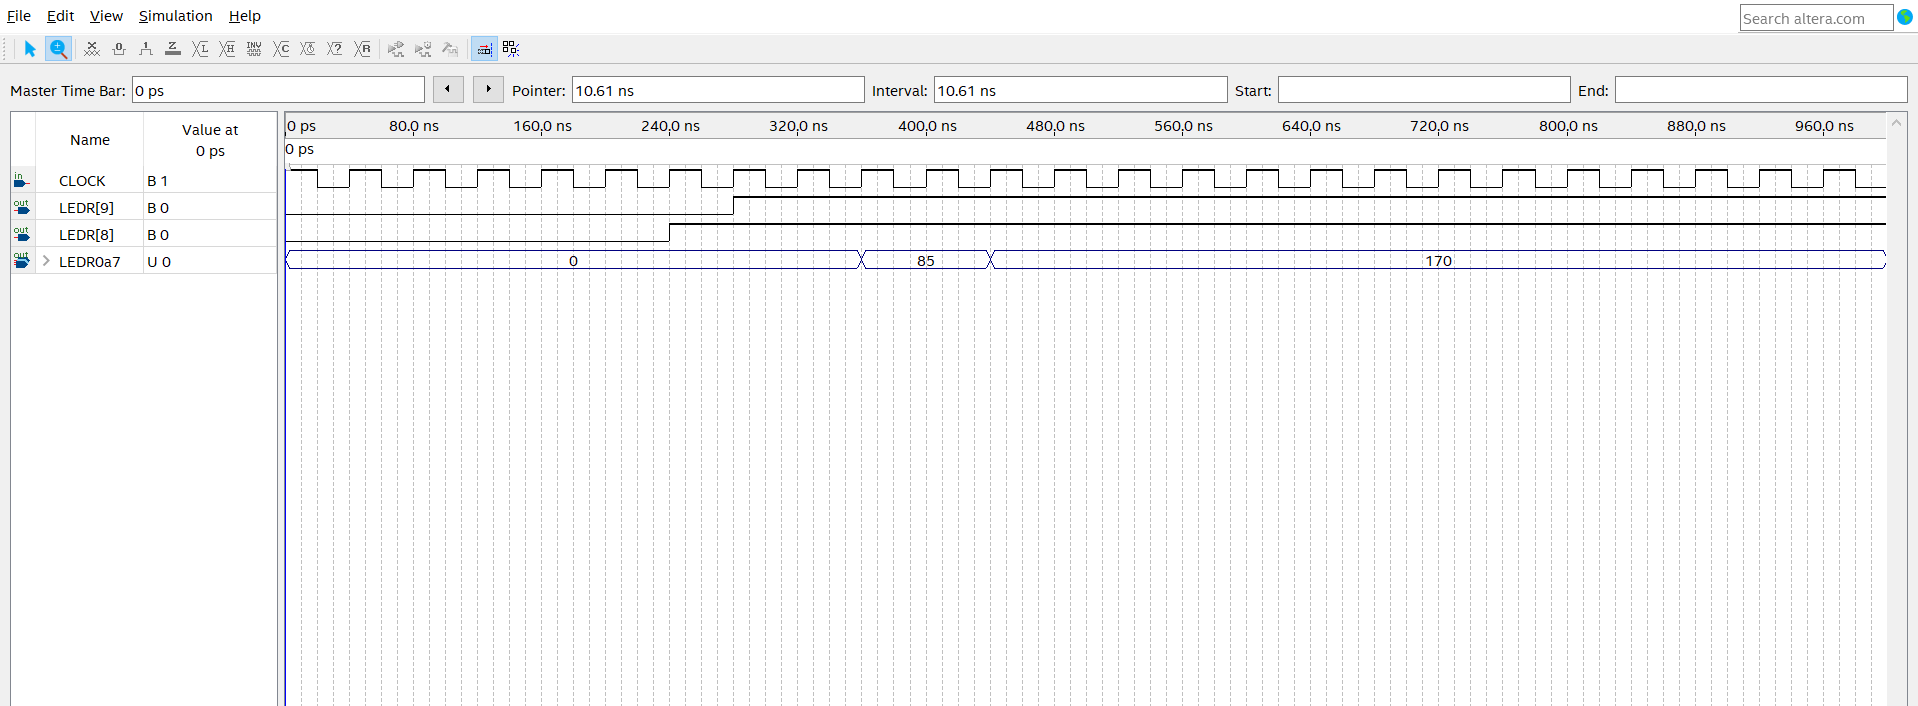 File Edit View Simulation Help
Search altera.com
Master Time Bar: 0 ps Pointer: 10.61 ns Interval: 10.61 ns Start: End:
Name Value at 0 ps
0 ps 80.0 ns 160.0 ns 240.0 ns 320.0 ns 400.0 ns 480.0 ns 560.0 ns 640.0 ns 720.0 ns 800.0 ns 880.0 ns 960.0 ns
0 ps
in CLOCK B 1
out LEDR[9] B 0
out LEDR[8] B 0
out LEDR0a7 U 0 0 85 170